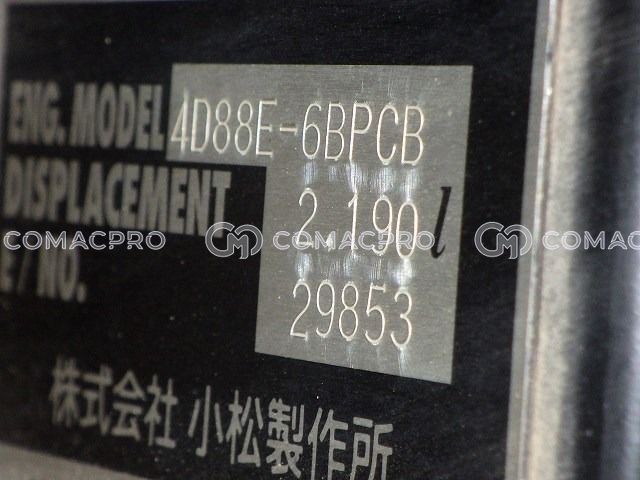 ENG. MODEL 4D88E-6BPCB
DISPLACEMENT 2.190 l
COMACPRO COMACPRO COMACPRO
E / NO. 29853
株式会社 小松製作所